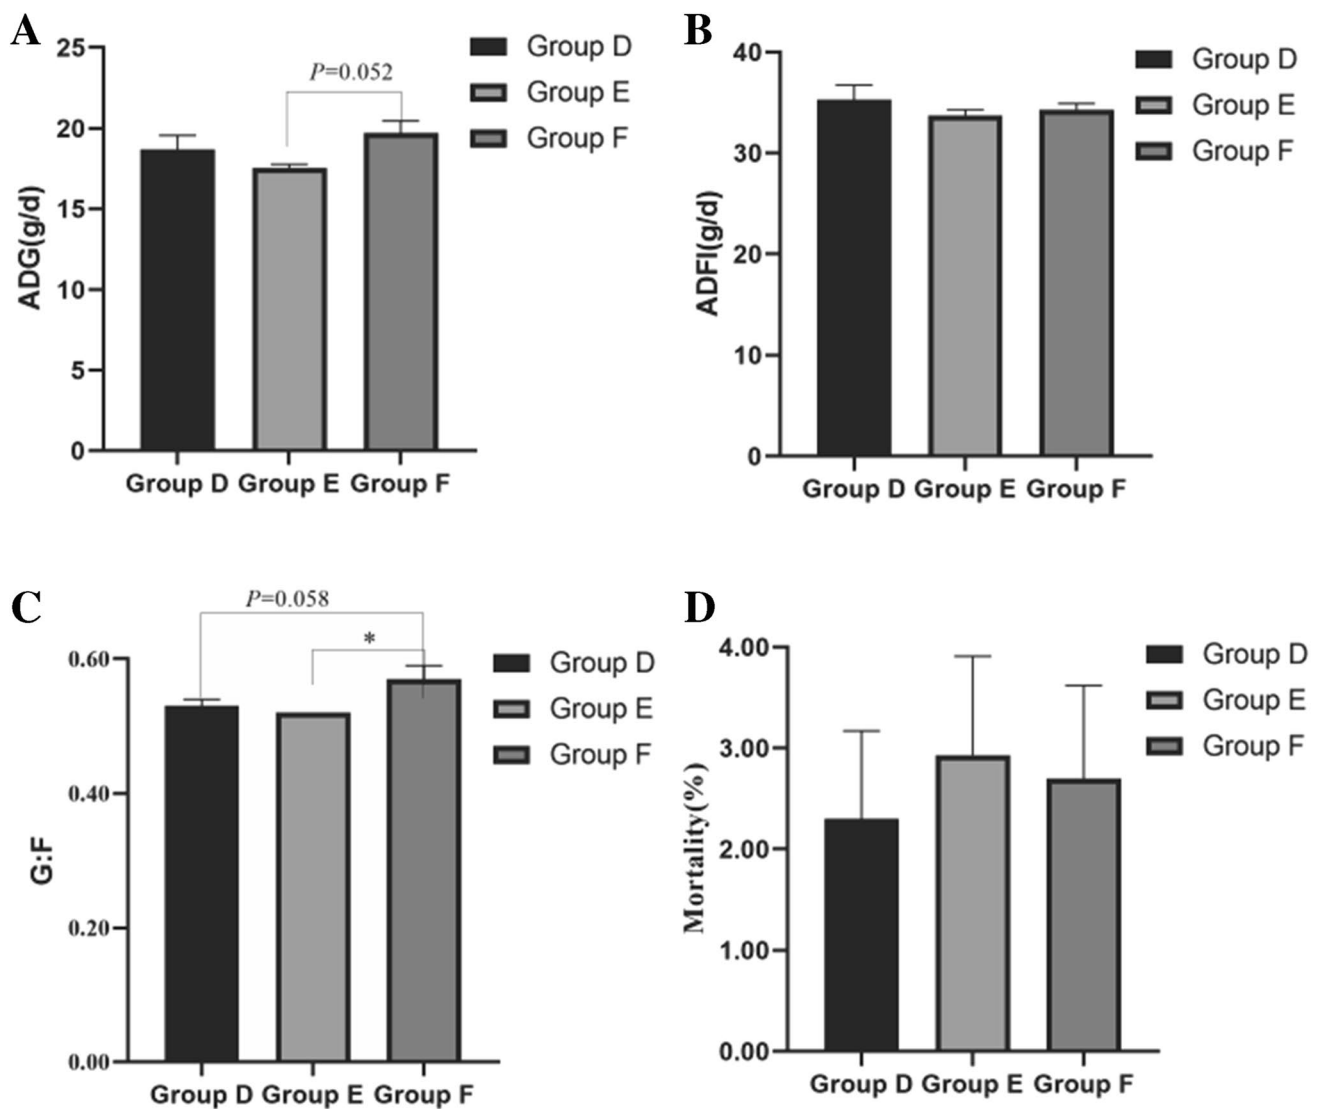 A
25
20
15
10
5
0
ADG(g/d)
P=0.052
Group D
Group E
Group F
Group D Group E Group F
B
40
30
20
10
0
ADFI(g/d)
Group D
Group E
Group F
Group D Group E Group F
C
0.60
0.40
0.20
0.00
G:F
P=0.058
*
Group D
Group E
Group F
Group D Group E Group F
D
4.00
3.00
2.00
1.00
0.00
Mortality(%)
Group D
Group E
Group F
Group D Group E Group F